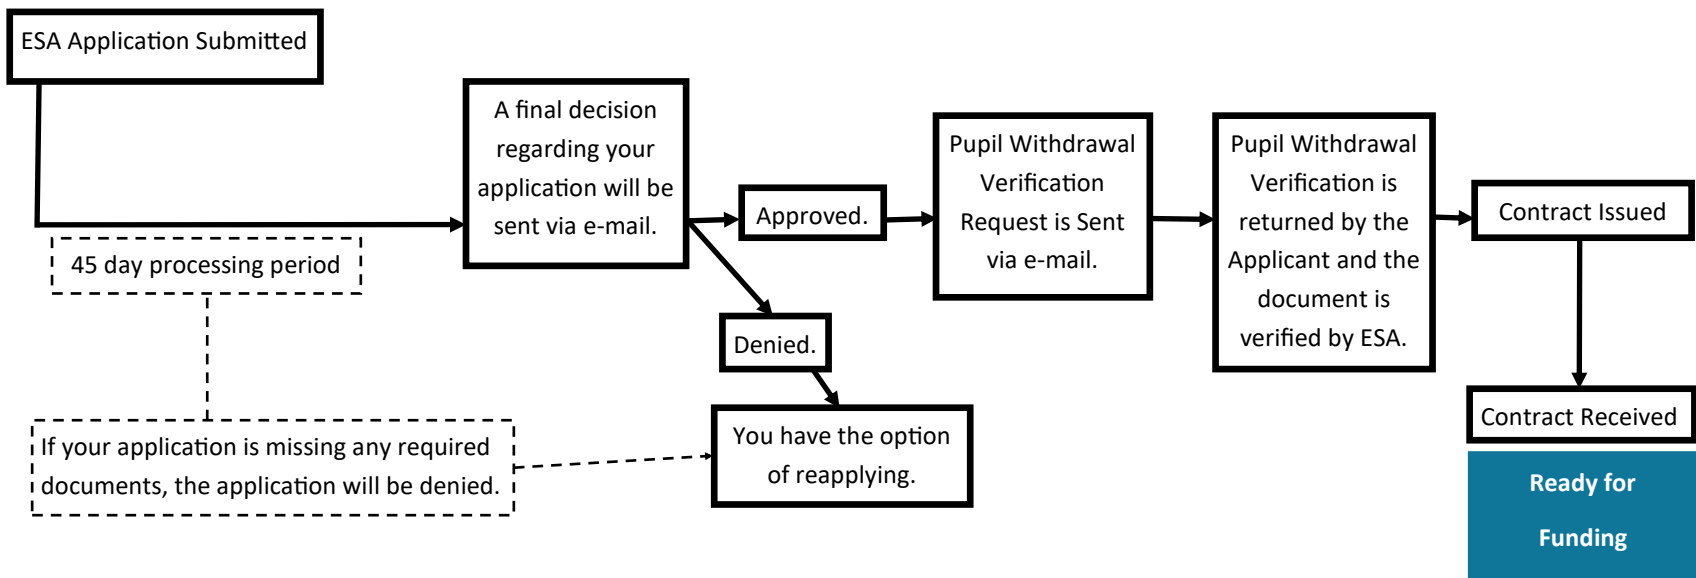 ESA Application Submitted
45 day processing period
If your application is missing any required
documents, the application will be denied.
A final decision
regarding your
application will be
sent via e-mail.
Approved.
Denied.
You have the option
of reapplying.
Pupil Withdrawal
Verification
Request is Sent
via e-mail.
Pupil Withdrawal
Verification is
returned by the
Applicant and the
document is
verified by ESA.
Contract Issued
Contract Received
Ready for
Funding